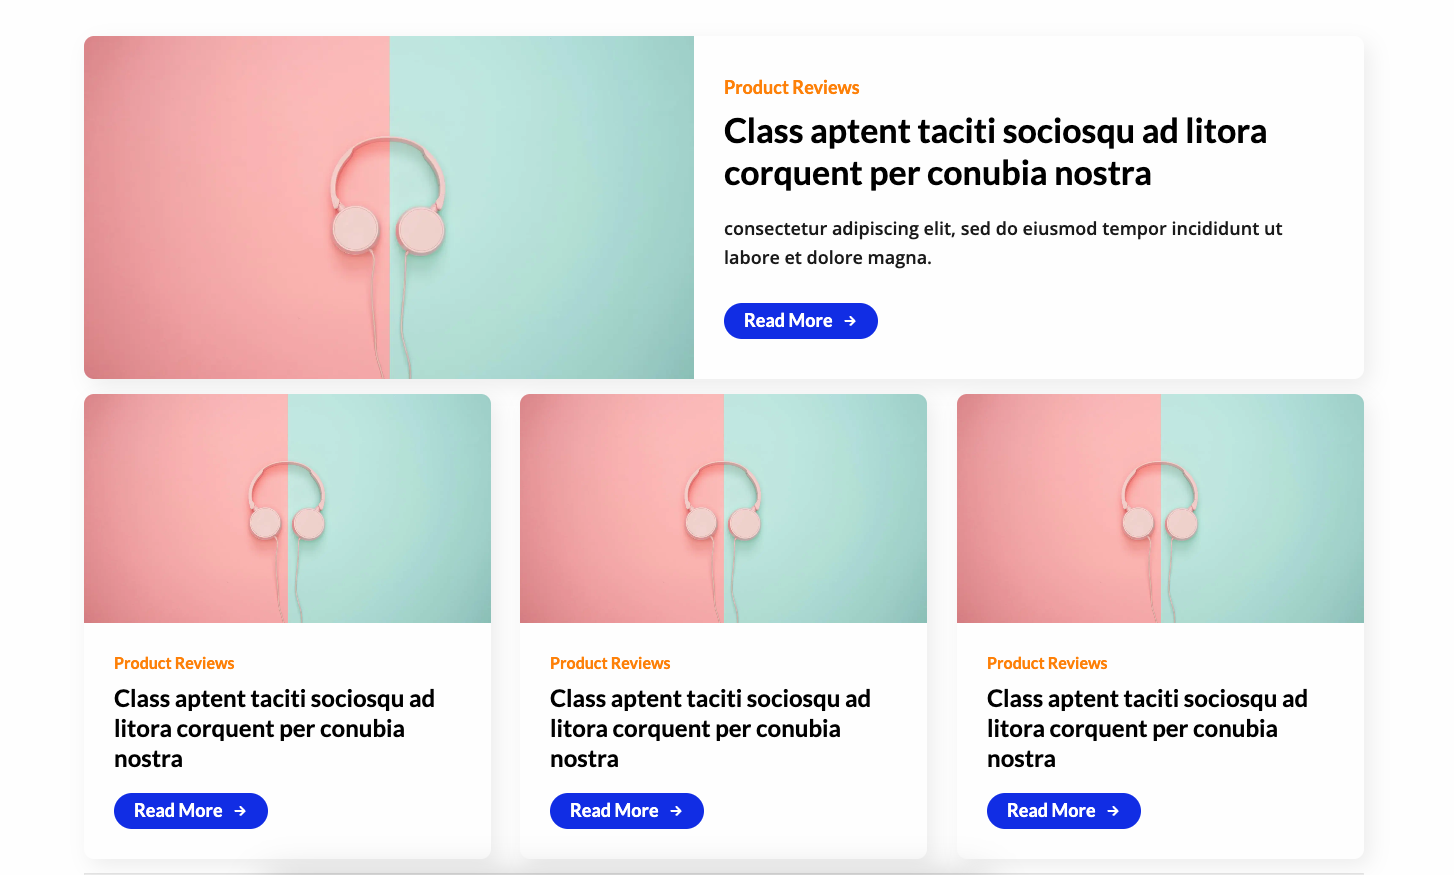 Product Reviews
Class aptent taciti sociosqu ad litora
corquent per conubia nostra
consectetur adipiscing elit, sed do eiusmod tempor incididunt ut
labore et dolore magna.
Read More
Product Reviews
Class aptent taciti sociosqu ad
litora corquent per conubia
nostra
Read More
Product Reviews
Class aptent taciti sociosqu ad
litora corquent per conubia
nostra
Read More
Product Reviews
Class aptent taciti sociosqu ad
litora corquent per conubia
nostra
Read More